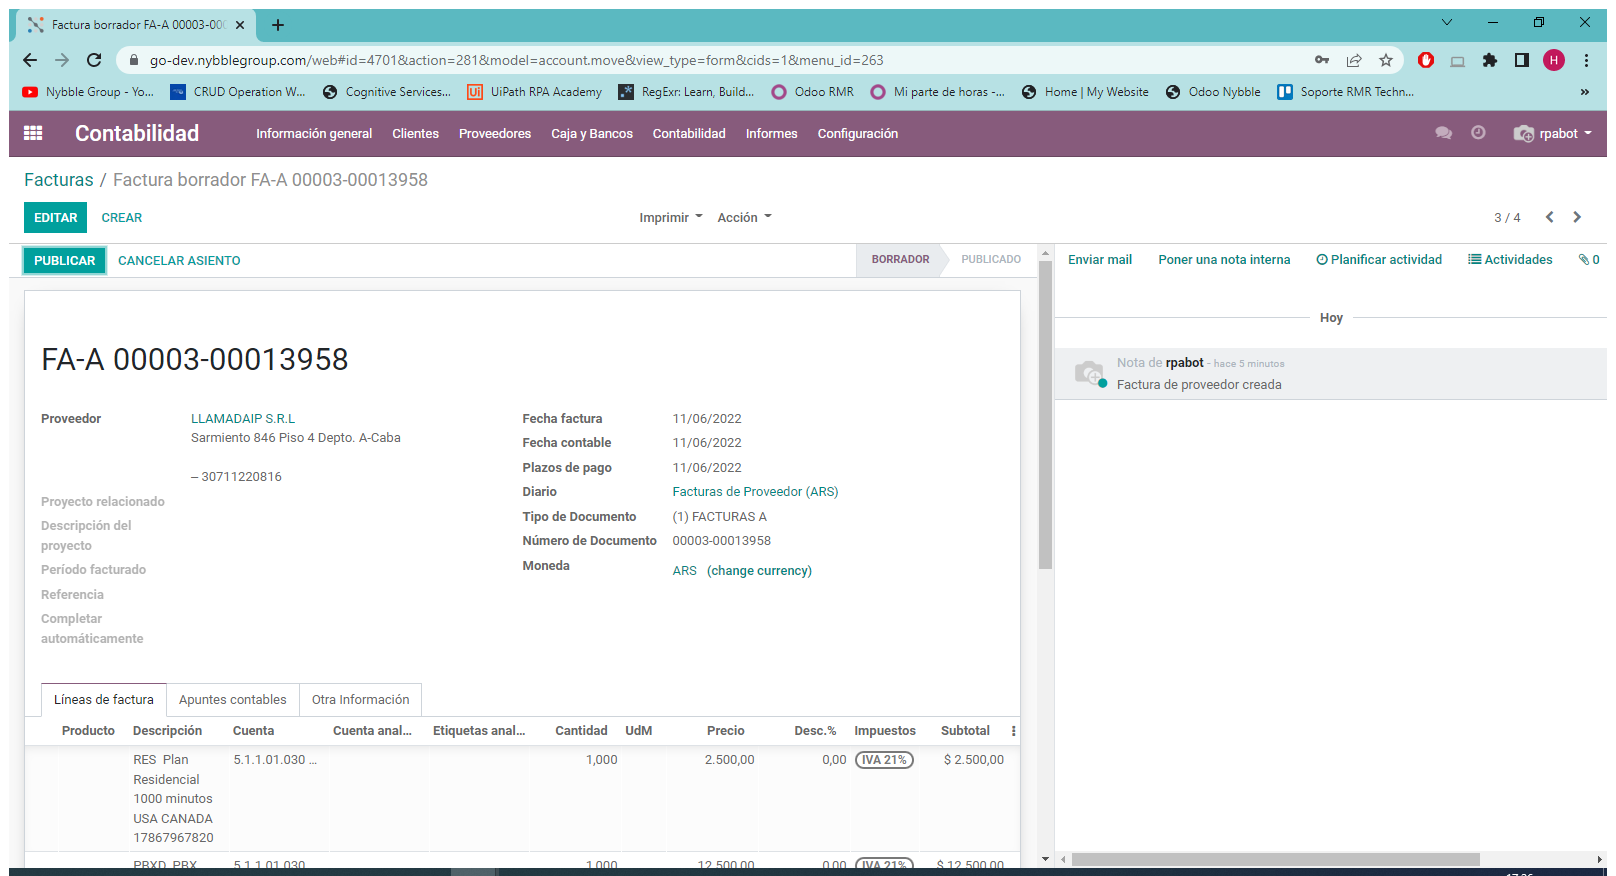 Factura borrador FA-A 00003-000
go-dev.nybblegroup.com/web#id=4701&action=281&model=account.move&view_type=form&cids=1&menu_id=263
H
Nybble Group - Yo... CRUD Operation W... Cognitive Services... UiPath RPA Academy RegExr: Learn, Build... Odoo RMR Mi parte de horas -... Home | My Website Odoo Nybble Soporte RMR Techn... »
Contabilidad Información general Clientes Proveedores Caja y Bancos Contabilidad Informes Configuración rpabot
Facturas / Factura borrador FA-A 00003-00013958
EDITAR CREAR Imprimir Acción 3 / 4
PUBLICAR CANCELAR ASIENTO BORRADOR PUBLICADO Enviar mail Poner una nota interna Planificar actividad Actividades 0
Hoy
Nota de rpabot - hace 5 minutos
Factura de proveedor creada
FA-A 00003-00013958
Proveedor LLAMADAIP S.R.L
Sarmiento 846 Piso 4 Depto. A-Caba
– 30711220816
Proyecto relacionado
Descripción del
proyecto
Período facturado
Referencia
Completar
automáticamente
Fecha factura 11/06/2022
Fecha contable 11/06/2022
Plazos de pago 11/06/2022
Diario Facturas de Proveedor (ARS)
Tipo de Documento (1) FACTURAS A
Número de Documento 00003-00013958
Moneda ARS (change currency)
Líneas de factura Apuntes contables Otra Información
Producto Descripción Cuenta Cuenta anal... Etiquetas anal... Cantidad UdM Precio Desc.% Impuestos Subtotal
RES Plan 5.1.1.01.030 ... 1,000 2.500,00 0,00 IVA 21% $ 2.500,00
Residencial
1000 minutos
USA CANADA
17867967820
PBXD PBX 5.1.1.01.030 1,000 12.500,00 0,00 IVA 21% $ 12.500,00